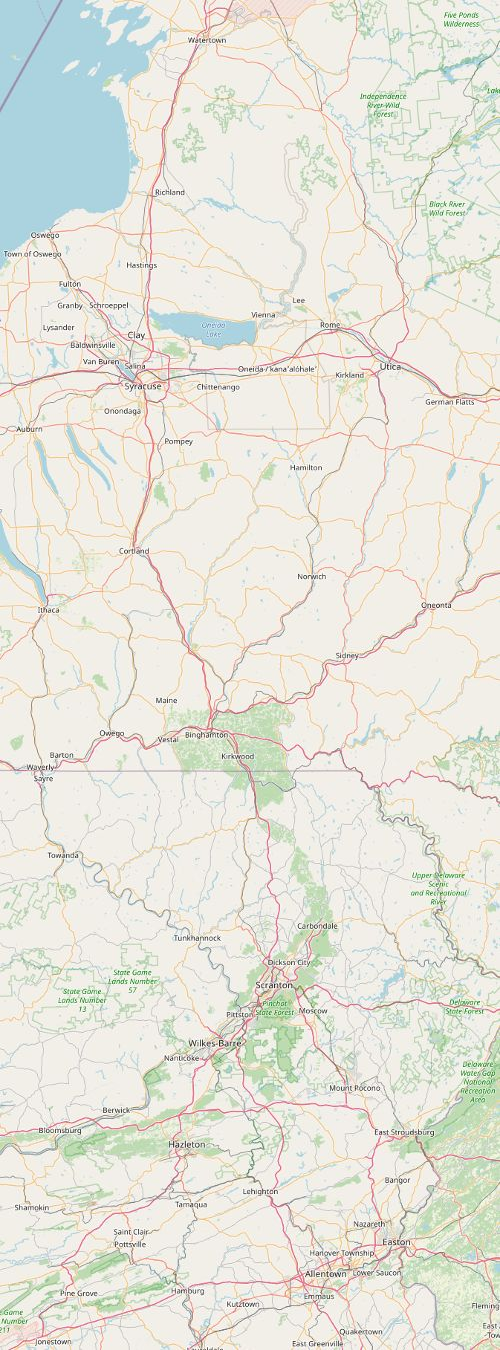 Five Ponds
Wilderness
Watertown
Independence
River Wild
Forest
Richland
Black River
Wild Forest
Oswego
Town of Oswego
Hastings
Fulton
Granby
Schroeppel
Lee
Vienna
Lysander
Oneida
Lake
Rome
Clay
Baldwinsville
Van Buren
Salina
Oneida (kanaʼalóhaleʼ
Utica
Kirkland
Syracuse
Chittenango
German Flatts
Onondaga
Auburn
Pompey
Hamilton
Cortland
Norwich
Ithaca
Oneonta
Sidney
Maine
Owego
Vestal
Binghamton
Barton
Kirkwood
Waverly
Sayre
Towanda
Upper Delaware
Scenic
and Recreational
River
Carbondale
Tunkhannock
Dickson City
State Game
Lands Number
57
Scranton
State Game
Lands Number
13
Pinchot
State Forest
Pittston
Moscow
Delaware
State Forest
Wilkes-Barre
Nanticoke
Delaware
Water Gap
National
Recreation
Area
Mount Pocono
Berwick
Bloomsburg
East Stroudsburg
Hazleton
Bangor
Lehighton
Shamokin
Tamaqua
Nazareth
Saint Clair
Pottsville
Easton
Hanover Township
Allentown
Lower Saucon
Pine Grove
Hamburg
Emmaus
Kutztown
Quakertown
Jonestown
East Greenville